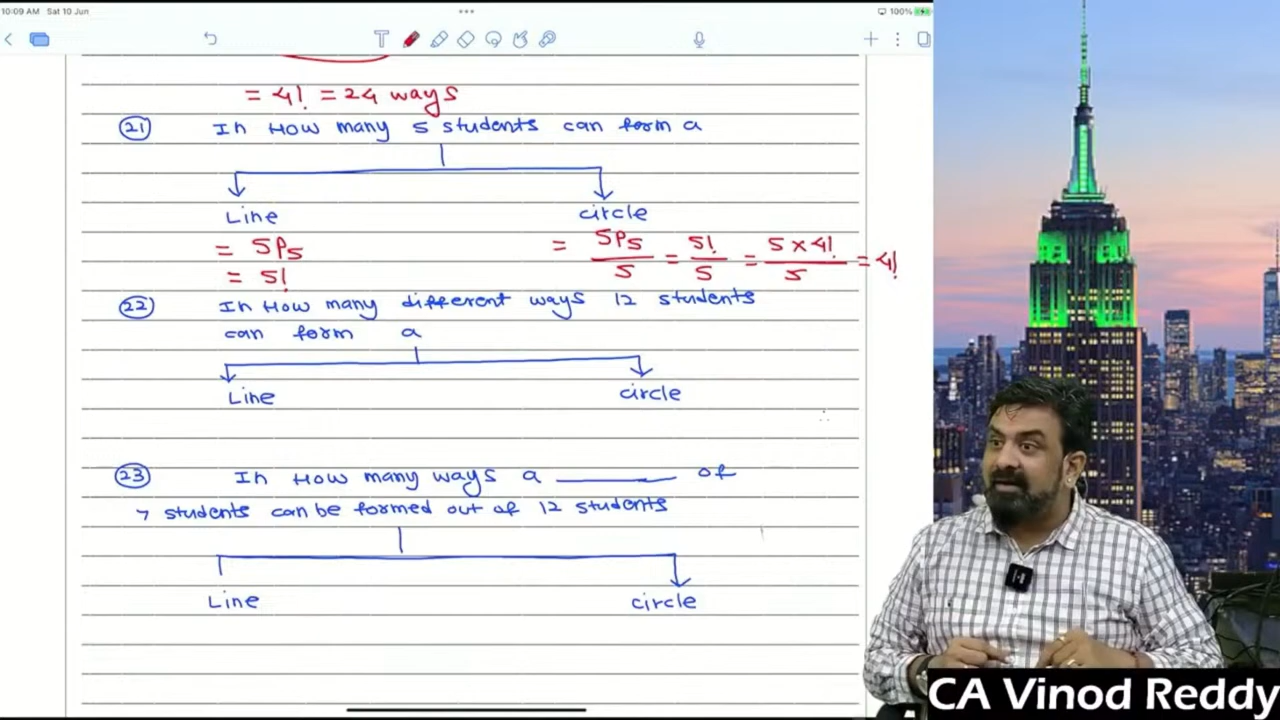 10:09 AM Sat 10 Jun
100%
= 4! = 24 ways
21 In How many 5 students can form a
Line circle
= 5P5 = 5P5/5 = 5!/5 = 5 x 4!/5 = 4!
= 5!
22 In How many different ways 12 students
can form a
Line circle
23 In How many ways a ________ of
7 students can be formed out of 12 students
Line circle
CA Vinod Reddy